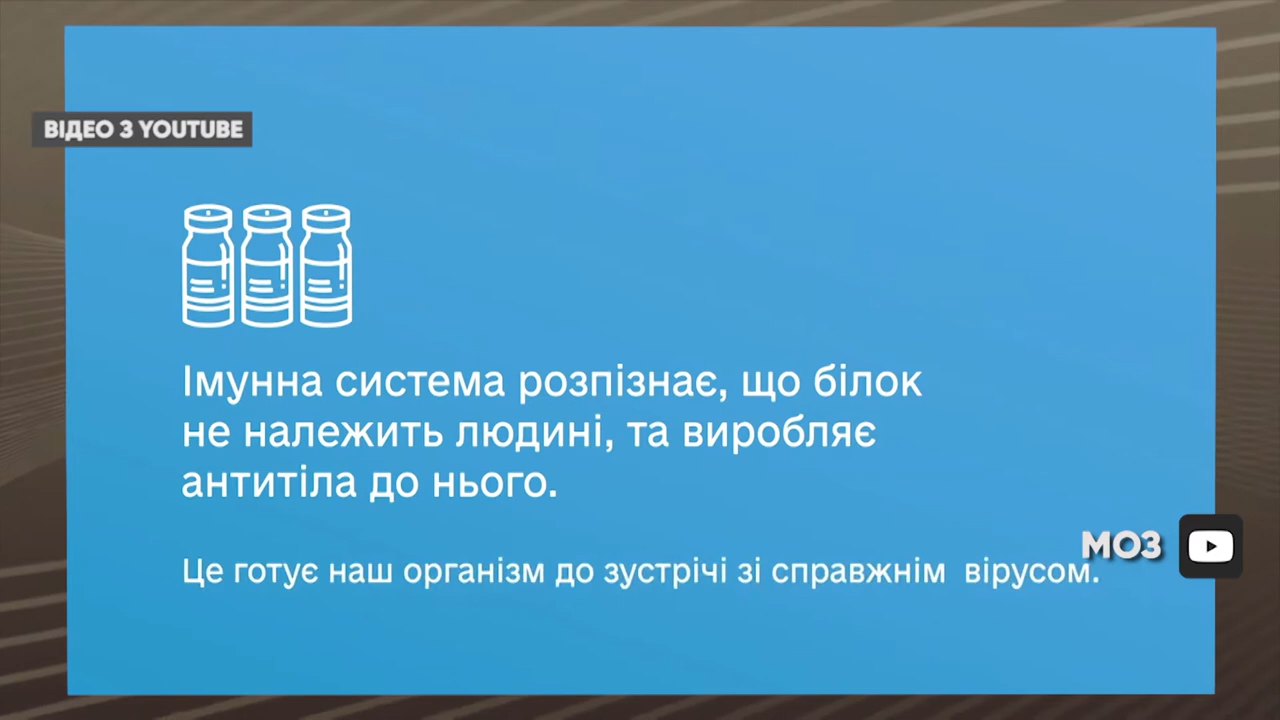 ВІДЕО З YOUTUBE
Імунна система розпізнає, що білок
не належить людині, та виробляє
антитіла до нього.
МОЗ
Це готує наш організм до зустрічі зі справжнім вірусом.